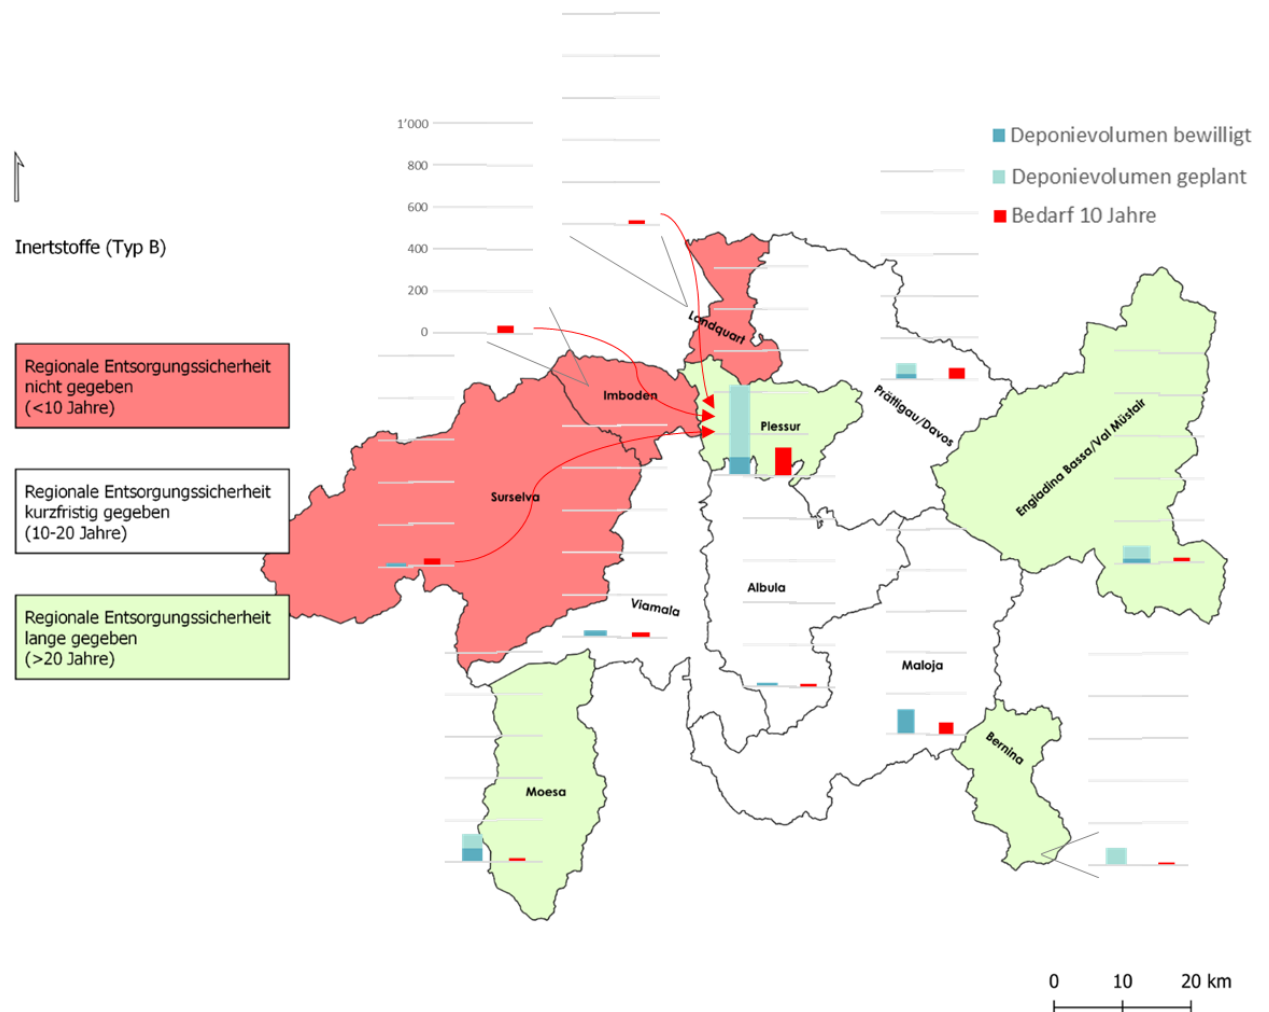 1'000
800
600
400
200
0
Deponievolumen bewilligt
Deponievolumen geplant
Bedarf 10 Jahre
Inertstoffe (Typ B)
Regionale Entsorgungssicherheit
nicht gegeben
(<10 Jahre)
Regionale Entsorgungssicherheit
kurzfristig gegeben
(10-20 Jahre)
Regionale Entsorgungssicherheit
lange gegeben
(>20 Jahre)
Landquart
Imboden
Plessur
Prättigau/Davos
Engiadina Bassa/Val Müstair
Surselva
Viamala
Albula
Maloja
Bernina
Moesa
0 10 20 km